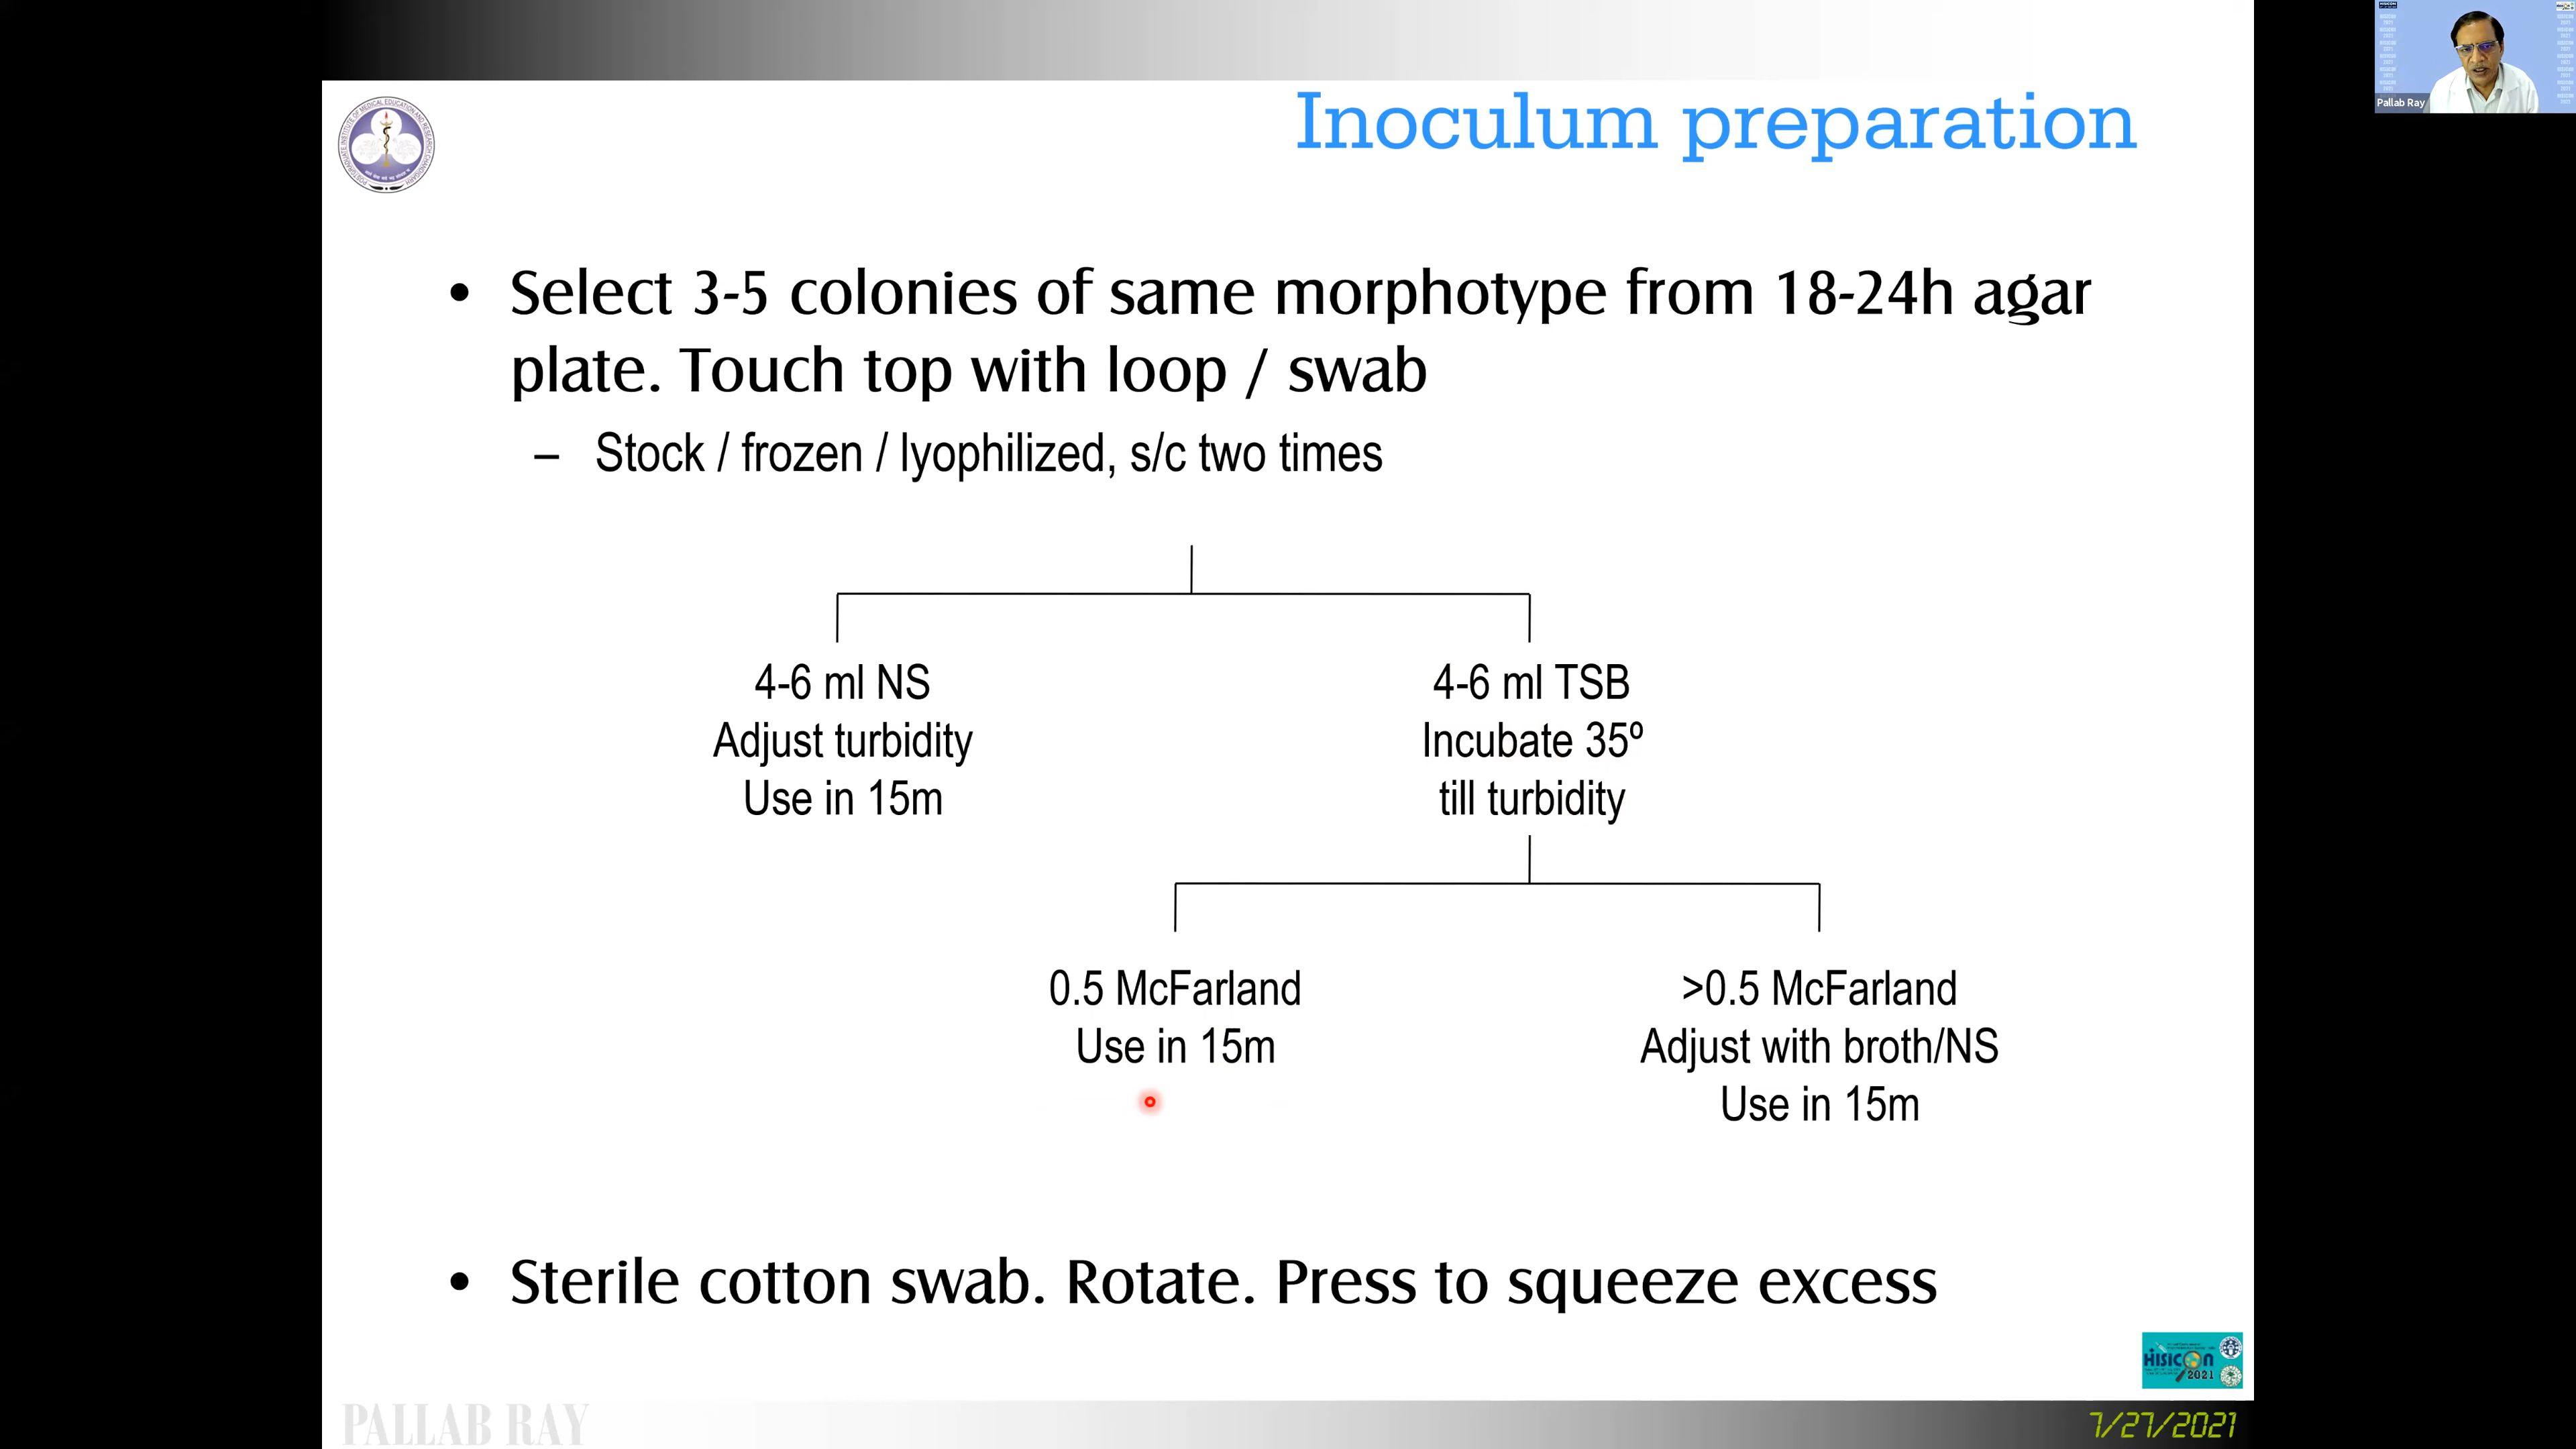 Inoculum preparation
• Select 3-5 colonies of same morphotype from 18-24h agar
plate. Touch top with loop / swab
– Stock / frozen / lyophilized, s/c two times
4-6 ml NS
Adjust turbidity
Use in 15m
4-6 ml TSB
Incubate 35º
till turbidity
0.5 McFarland
Use in 15m
>0.5 McFarland
Adjust with broth/NS
Use in 15m
• Sterile cotton swab. Rotate. Press to squeeze excess
HISICON
2021
PALLAB RAY
7/27/2021
Pallab Ray